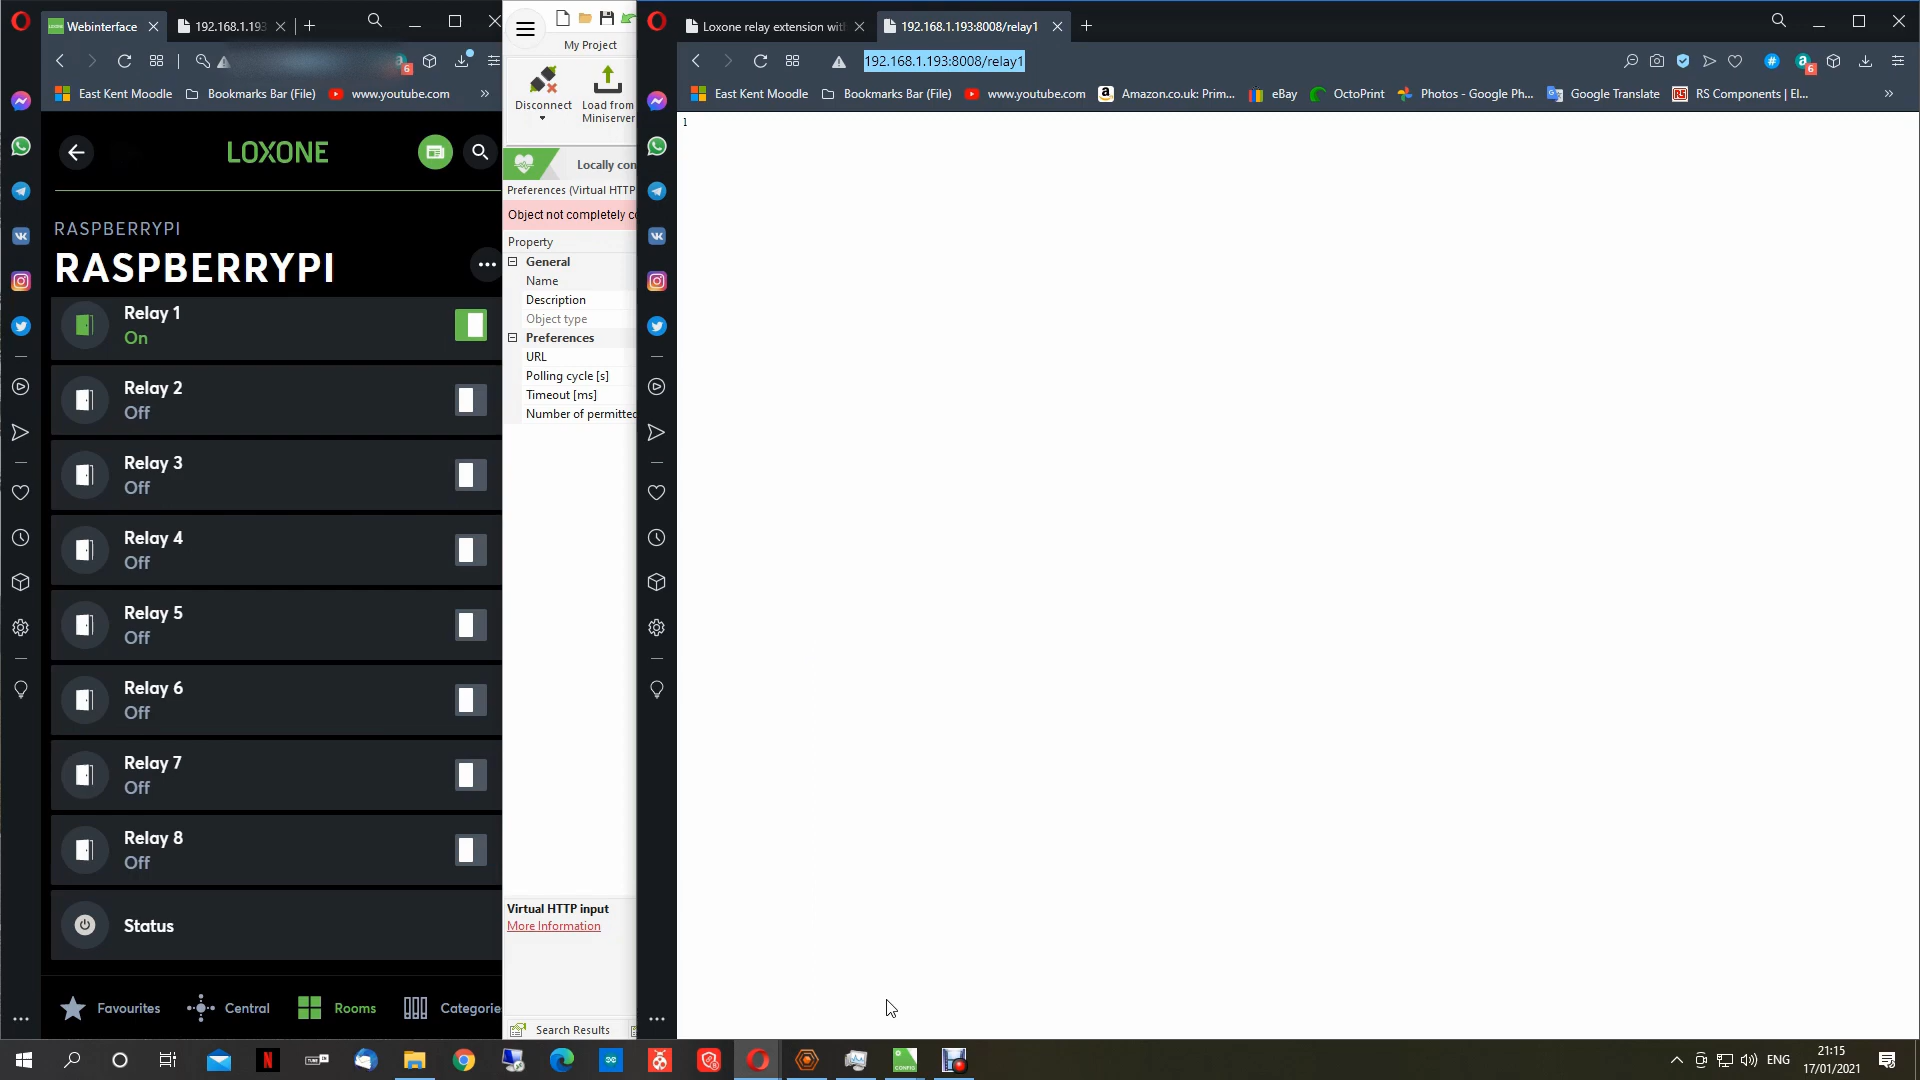 Webinterface
192.168.1.193
My Project
Loxone relay extension with
192.168.1.193:8008/relay1
192.168.1.193:8008/relay1
East Kent Moodle
Bookmarks Bar (File)
www.youtube.com
»
East Kent Moodle
Bookmarks Bar (File)
www.youtube.com
Amazon.co.uk: Prim...
eBay
OctoPrint
Photos - Google Ph...
Google Translate
RS Components | El...
»
Disconnect
Load from
Miniserver
1
LOXONE
Locally con
Preferences (Virtual HTTP
Object not completely co
Property
General
Name
Description
Object type
Preferences
URL
Polling cycle [s]
Timeout [ms]
Number of permitted
RASPBERRYPI
RASPBERRYPI
Relay 1
On
Relay 2
Off
Relay 3
Off
Relay 4
Off
Relay 5
Off
Relay 6
Off
Relay 7
Off
Relay 8
Off
Status
Virtual HTTP input
More Information
Favourites
Central
Rooms
Categorie
Search Results
ENG
21:15
17/01/2021